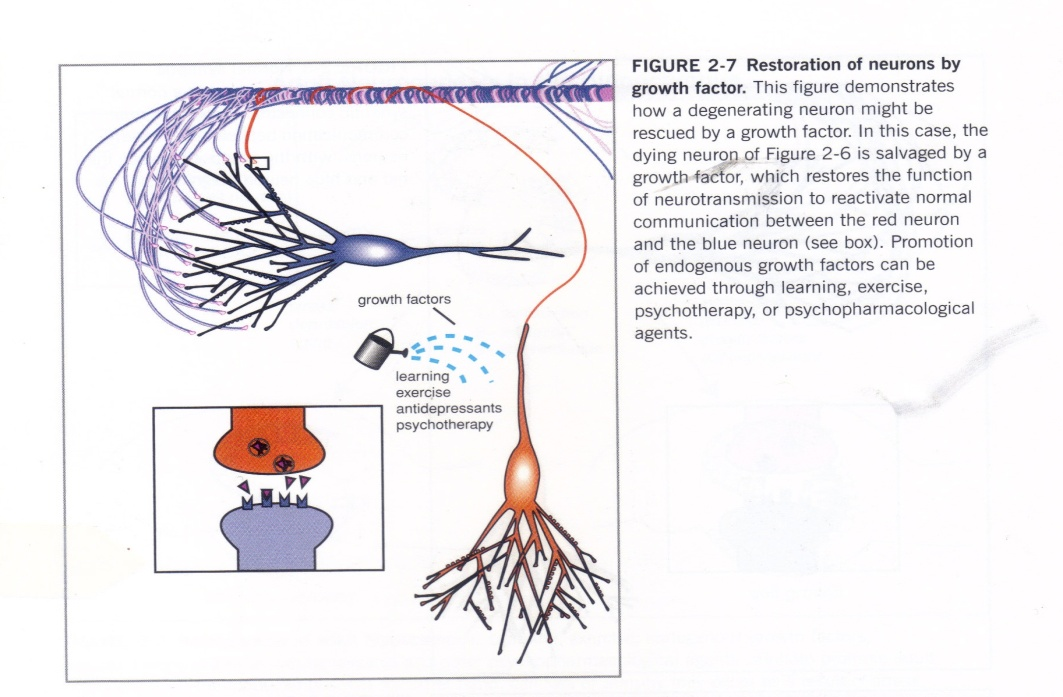 FIGURE 2-7 Restoration of neurons by
growth factor. This figure demonstrates
how a degenerating neuron might be
rescued by a growth factor. In this case, the
dying neuron of Figure 2-6 is salvaged by a
growth factor, which restores the function
of neurotransmission to reactivate normal
communication between the red neuron
and the blue neuron (see box). Promotion
of endogenous growth factors can be
achieved through learning, exercise,
psychotherapy, or psychopharmacological
agents.
growth factors
learning
exercise
antidepressants
psychotherapy